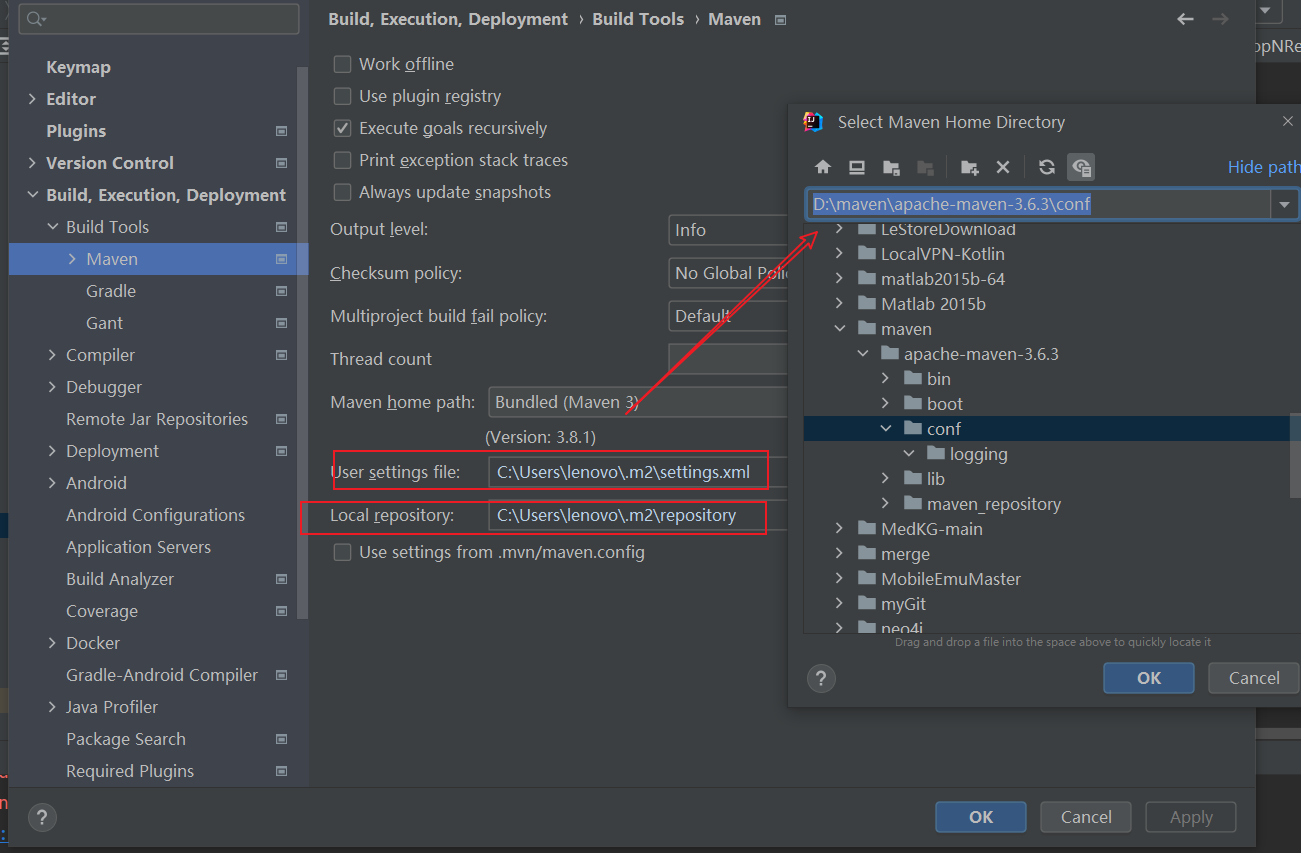 Build, Execution, Deployment › Build Tools › Maven
Keymap
Editor
Plugins
Version Control
Build, Execution, Deployment
Build Tools
Maven
Gradle
Gant
Compiler
Debugger
Remote Jar Repositories
Deployment
Android
Android Configurations
Application Servers
Build Analyzer
Coverage
Docker
Gradle-Android Compiler
Java Profiler
Package Search
Required Plugins
Work offline
Use plugin registry
Execute goals recursively
Print exception stack traces
Always update snapshots
Output level: Info
Checksum policy: No Global
Multiproject build fail policy: Default
Thread count
Maven home path: Bundled (Maven 3)
(Version: 3.8.1)
User settings file: C:\Users\lenovo\.m2\settings.xml
Local repository: C:\Users\lenovo\.m2\repository
Use settings from .mvn/maven.config
? OK Cancel Apply
Select Maven Home Directory
Hide path
D:\maven\apache-maven-3.6.3\conf
LeStoreDownload
LocalVPN-Kotlin
matlab2015b-64
Matlab 2015b
maven
apache-maven-3.6.3
bin
boot
conf
logging
lib
maven_repository
MedKG-main
merge
MobileEmuMaster
myGit
neo4j
Drag and drop a file into the space above to quickly locate it
? OK Cancel